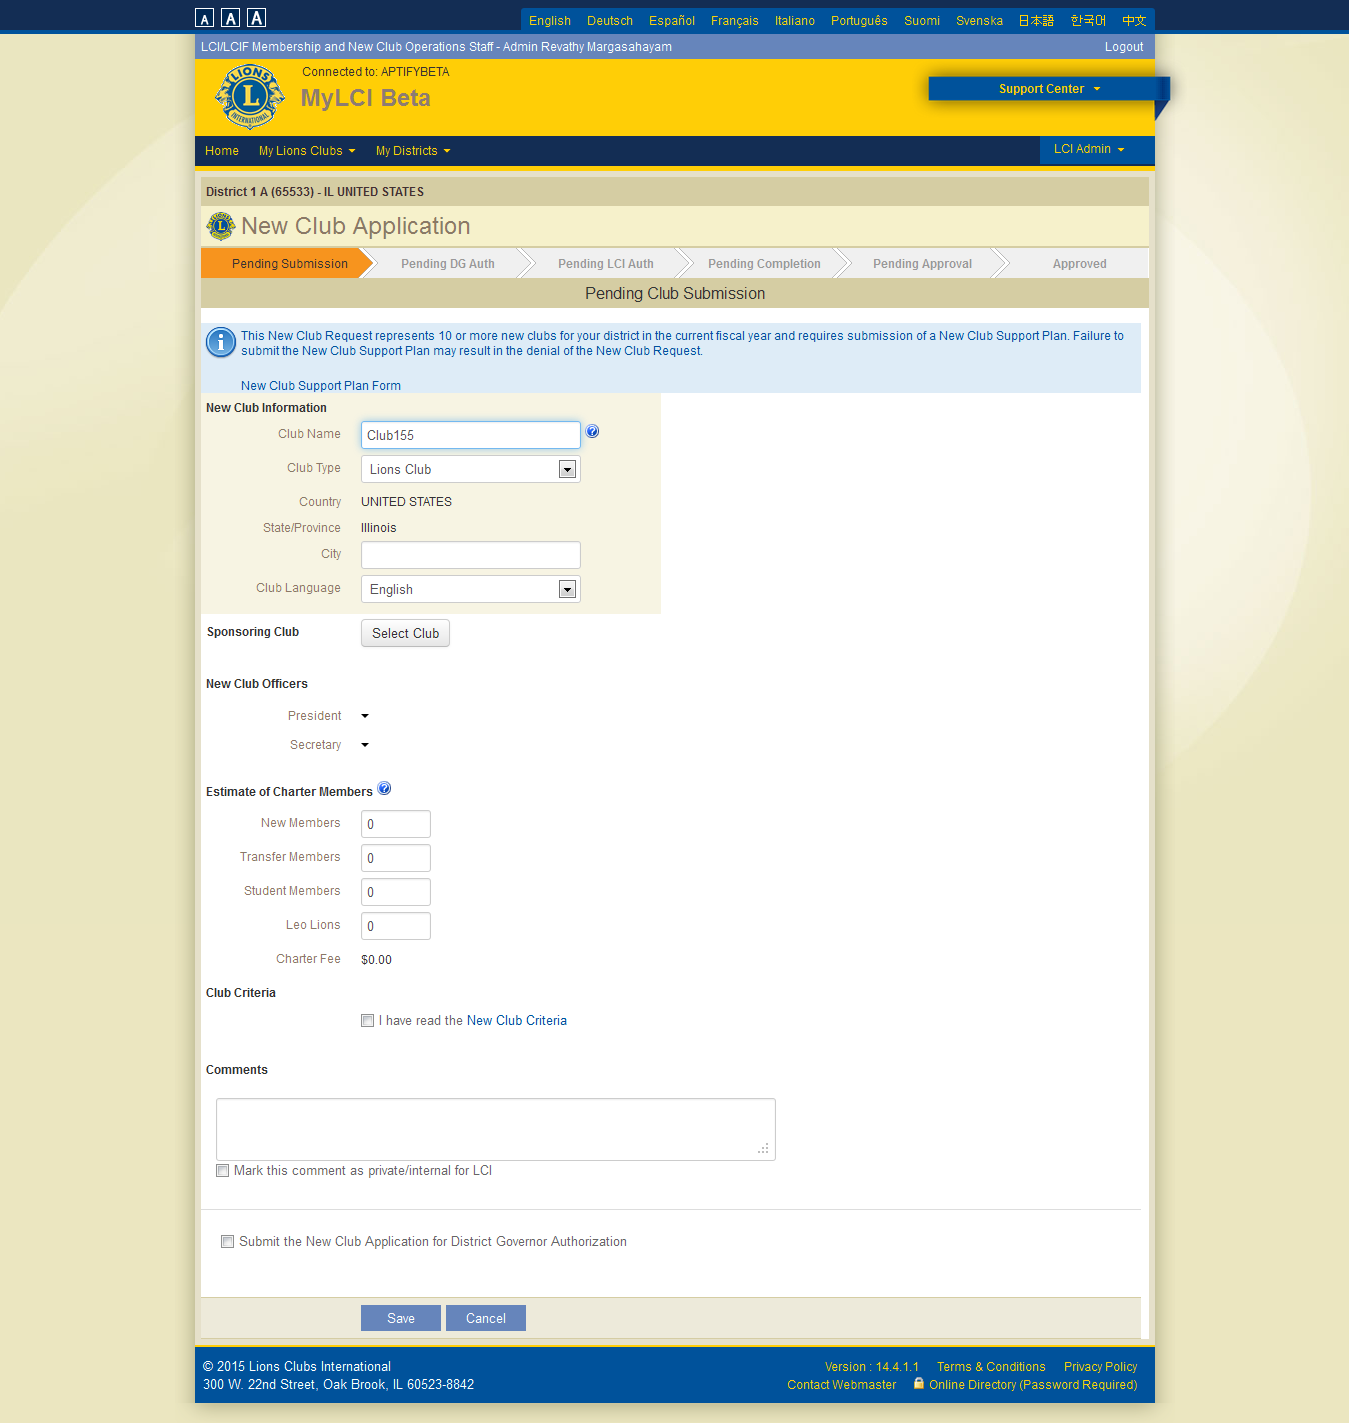 A A A
English Deutsch Español Français Italiano Português Suomi Svenska 日本語 한국어 中文
LCI/LCIF Membership and New Club Operations Staff - Admin Revathy Margasahayam Logout
Connected to: APTIFYBETA
MyLCI Beta
Support Center
LIONS
L
INTERNATIONAL
Home My Lions Clubs My Districts LCI Admin
District 1 A (65533) - IL UNITED STATES
New Club Application
Pending Submission Pending DG Auth Pending LCI Auth Pending Completion Pending Approval Approved
Pending Club Submission
This New Club Request represents 10 or more new clubs for your district in the current fiscal year and requires submission of a New Club Support Plan. Failure to
submit the New Club Support Plan may result in the denial of the New Club Request.
New Club Support Plan Form
New Club Information
Club Name Club155
Club Type Lions Club
Country UNITED STATES
State/Province Illinois
City
Club Language English
Sponsoring Club Select Club
New Club Officers
President
Secretary
Estimate of Charter Members
New Members 0
Transfer Members 0
Student Members 0
Leo Lions 0
Charter Fee $0.00
Club Criteria
I have read the New Club Criteria
Comments
Mark this comment as private/internal for LCI
Submit the New Club Application for District Governor Authorization
Save Cancel
© 2015 Lions Clubs International Version : 14.4.1.1 Terms & Conditions Privacy Policy
300 W. 22nd Street, Oak Brook, IL 60523-8842 Contact Webmaster Online Directory (Password Required)